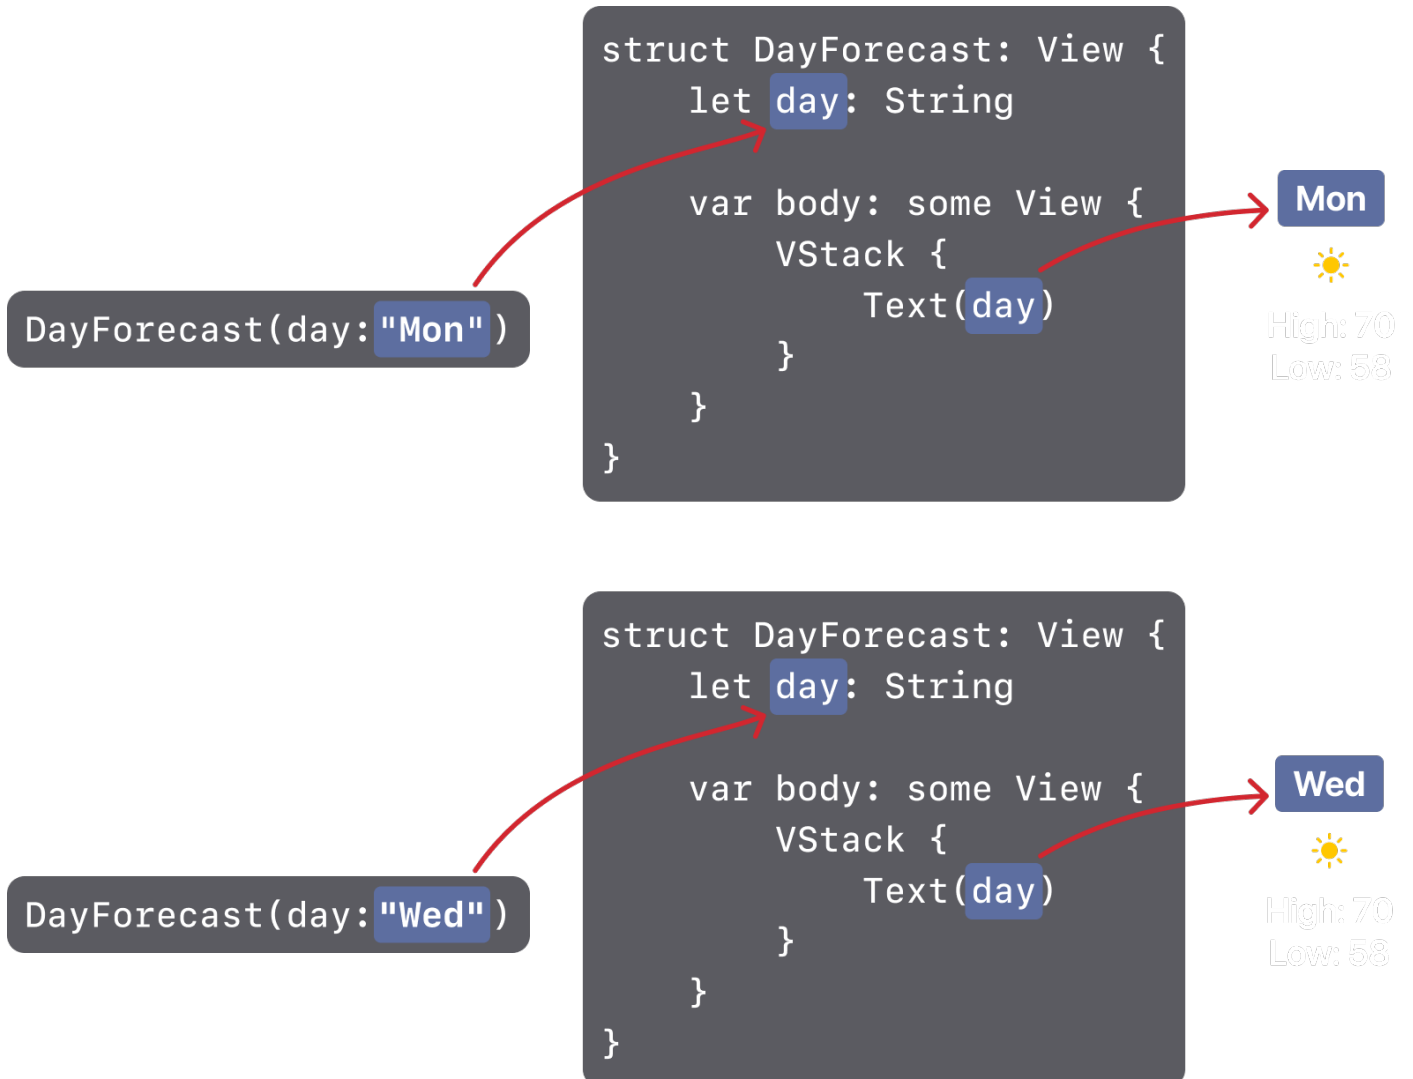 struct DayForecast: View {
let day: String
var body: some View {
VStack {
Text(day)
}
}
}
DayForecast(day:"Mon")
Mon
High: 70
Low: 58
struct DayForecast: View {
let day: String
var body: some View {
VStack {
Text(day)
}
}
}
DayForecast(day:"Wed")
Wed
High: 70
Low: 58